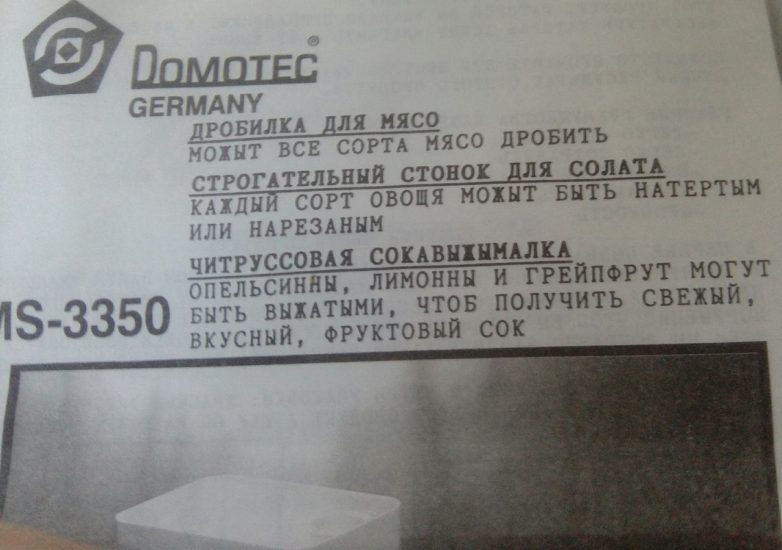 DOMOTEC®
GERMANY
ДРОБИЛКА ДЛЯ МЯСО
МОЖЫТ ВСЕ СОРТА МЯСО ДРОБИТЬ
СТРОГАТЕЛЬНЫЙ СТОНОК ДЛЯ СОЛАТА
КАЖДЫЙ СОРТ ОВОЩЯ МОЖЫТ БЫТЬ НАТЕРТЫМ
ИЛИ НАРЕЗАНЫМ
ЧИТРУССОВАЯ СОКАВЫЖЫМАЛКА
ОПЕЛЬСИННЫ, ЛИМОННЫ И ГРЕЙПФРУТ МОГУТ
БЫТЬ ВЫЖАТЫМИ, ЧТОБ ПОЛУЧИТЬ СВЕЖЫЙ,
ВКУСНЫЙ, ФРУКТОВЫЙ СОК
MS-3350